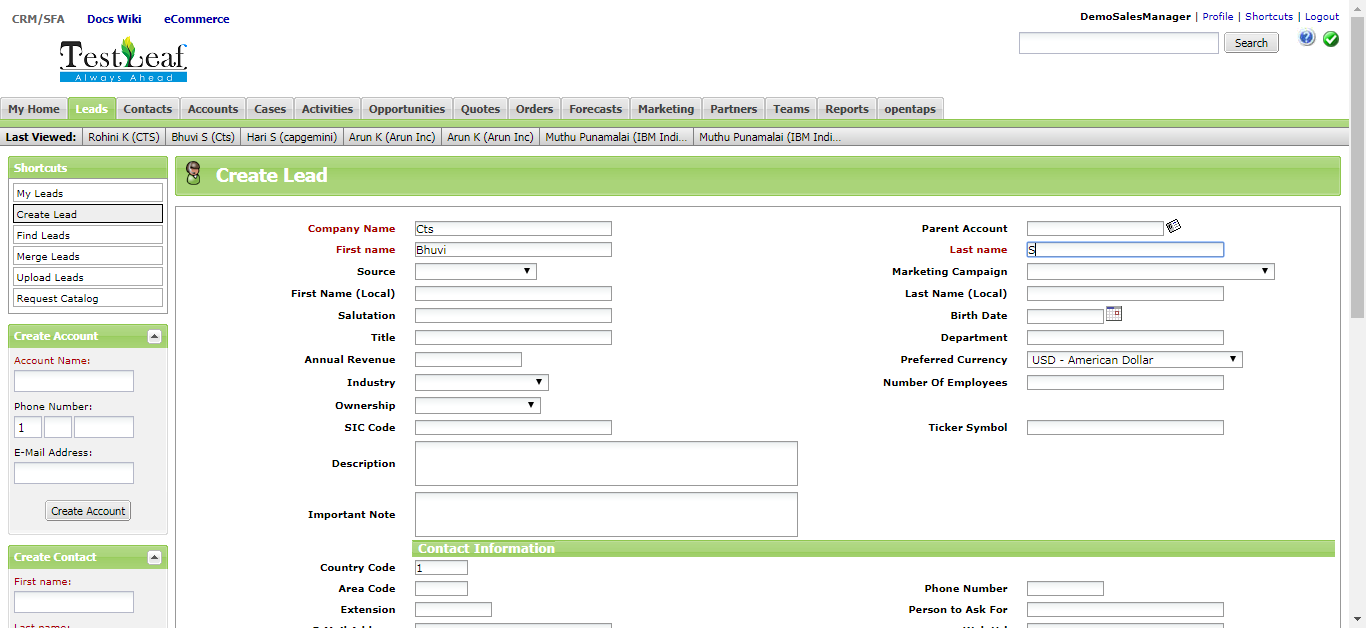 CRM/SFA Docs Wiki eCommerce
DemoSalesManager | Profile | Shortcuts | Logout
TestLeaf
Always Ahead
Search
My Home Leads Contacts Accounts Cases Activities Opportunities Quotes Orders Forecasts Marketing Partners Teams Reports opentaps
Last Viewed: Rohini K (CTS) Bhuvi S (Cts) Hari S (capgemini) Arun K (Arun Inc) Arun K (Arun Inc) Muthu Punamalai (IBM Indi... Muthu Punamalai (IBM Indi...
Shortcuts
My Leads
Create Lead
Find Leads
Merge Leads
Upload Leads
Request Catalog
Create Account
Account Name:
Phone Number:
1
E-Mail Address:
Create Account
Create Contact
First name:
Last name:
Create Lead
Company Name Cts Parent Account
First name Bhuvi Last name S
Source Marketing Campaign
First Name (Local) Last Name (Local)
Salutation Birth Date
Title Department
Annual Revenue Preferred Currency USD - American Dollar
Industry Number Of Employees
Ownership
SIC Code Ticker Symbol
Description
Important Note
Contact Information
Country Code 1
Area Code Phone Number
Extension Person to Ask For